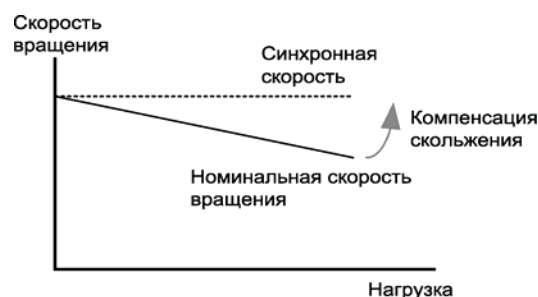 Скорость
вращения
Синхронная
скорость
Компенсация
скольжения
Номинальная скорость
вращения
Нагрузка